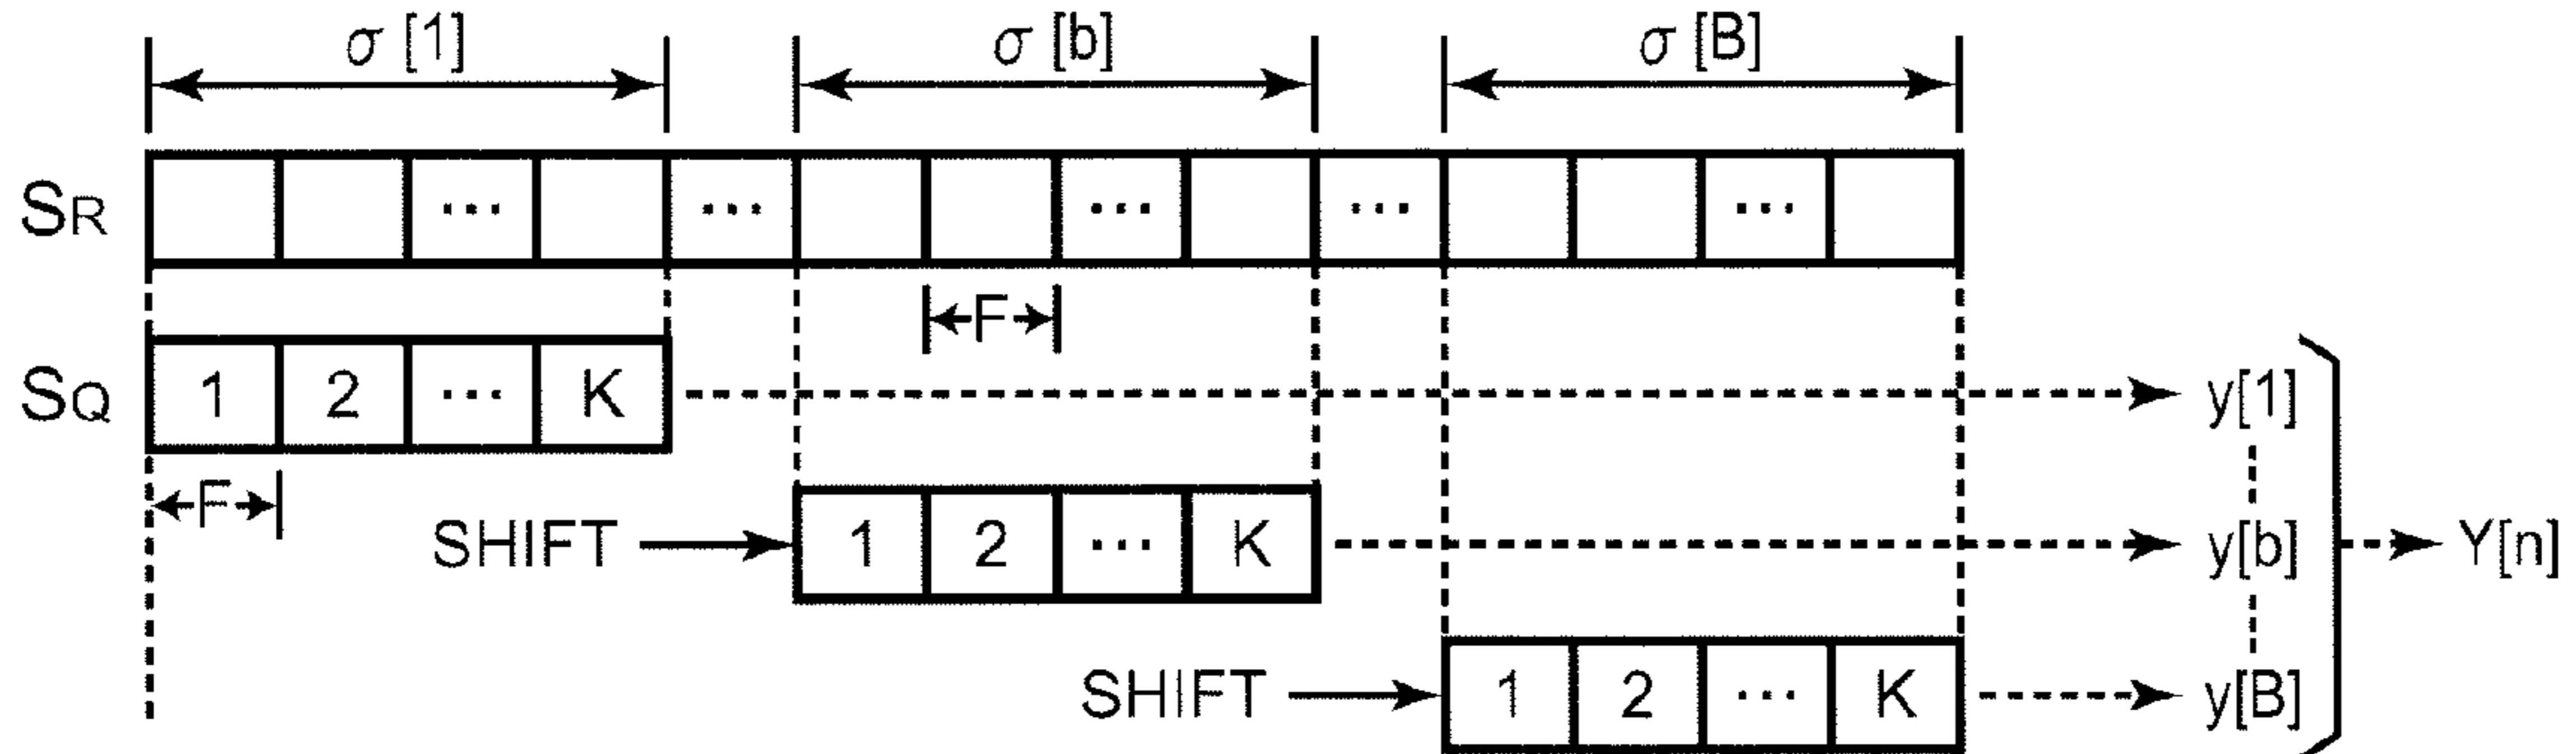 σ [1] σ [b] σ [B]
SR ... ... ... ... ...
F
SQ 1 2 ... K y[1]
F
SHIFT 1 2 ... K y[b] Y[n]
SHIFT 1 2 ... K y[B]